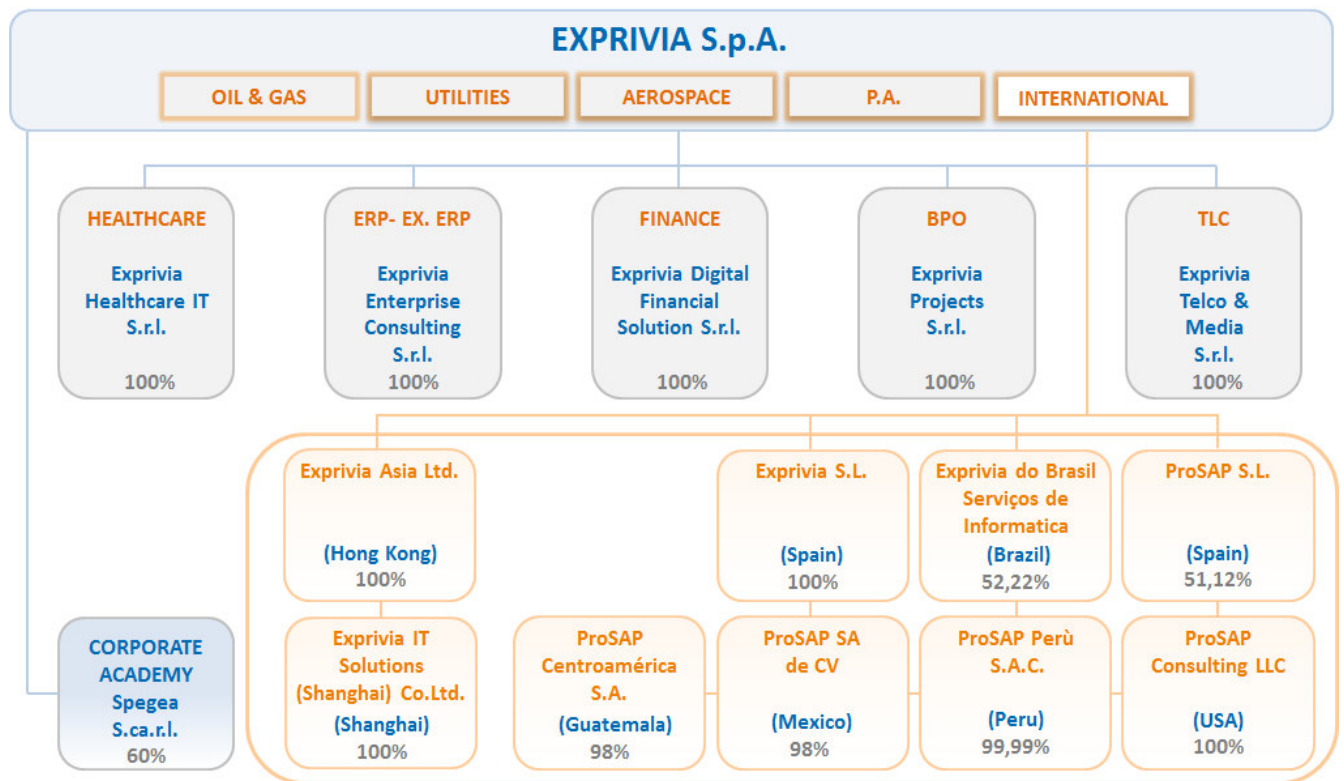 EXPRIVIA S.p.A.
OIL & GAS
UTILITIES
AEROSPACE
P.A.
INTERNATIONAL
HEALTHCARE
Exprivia
Healthcare IT
S.r.l.
100%
ERP- EX. ERP
Exprivia
Enterprise
Consulting
S.r.l.
100%
FINANCE
Exprivia Digital
Financial
Solution S.r.l.
100%
BPO
Exprivia
Projects
S.r.l.
100%
TLC
Exprivia
Telco &
Media
S.r.l.
100%
Exprivia Asia Ltd.
(Hong Kong)
100%
Exprivia S.L.
(Spain)
100%
Exprivia do Brasil
Serviços de
Informatica
(Brazil)
52,22%
ProSAP S.L.
(Spain)
51,12%
CORPORATE
ACADEMY
Spegea
S.ca.r.l.
60%
Exprivia IT
Solutions
(Shanghai) Co.Ltd.
(Shanghai)
100%
ProSAP
Centroamérica
S.A.
(Guatemala)
98%
ProSAP SA
de CV
(Mexico)
98%
ProSAP Perù
S.A.C.
(Peru)
99,99%
ProSAP
Consulting LLC
(USA)
100%